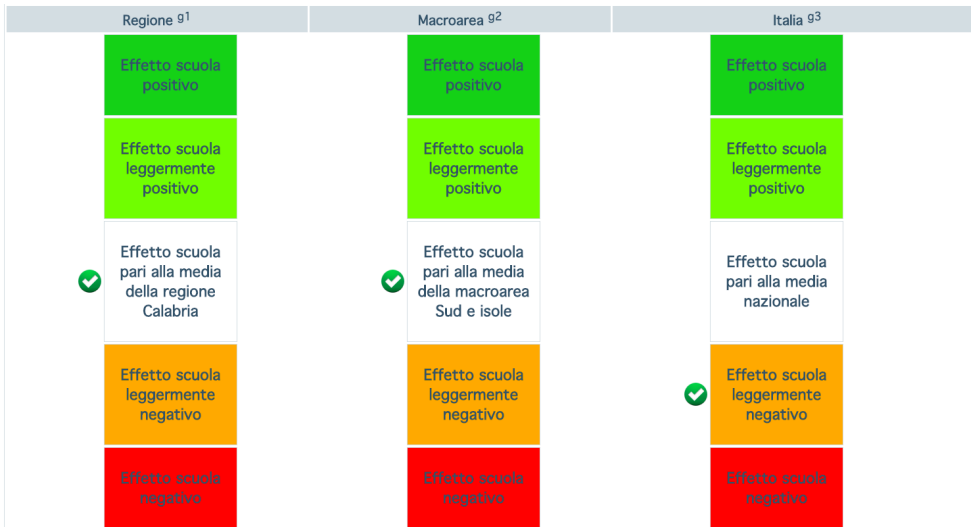 Regione g1
Macroarea g2
Italia g3
Effetto scuola
positivo
Effetto scuola
positivo
Effetto scuola
positivo
Effetto scuola
leggermente
positivo
Effetto scuola
leggermente
positivo
Effetto scuola
leggermente
positivo
Effetto scuola
pari alla media
della regione
Calabria
Effetto scuola
pari alla media
della macroarea
Sud e isole
Effetto scuola
pari alla media
nazionale
Effetto scuola
leggermente
negativo
Effetto scuola
leggermente
negativo
Effetto scuola
leggermente
negativo
Effetto scuola
negativo
Effetto scuola
negativo
Effetto scuola
negativo